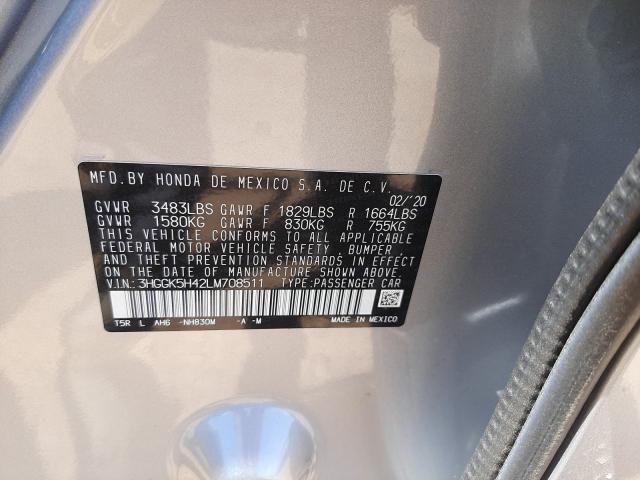 MFD.BY HONDA DE MEXICO S.A. DE C.V.
02/'20
GVWR 3483LBS GAWR F 1829LBS R 1664LBS
GVWR 1580KG GAWR F 830KG R 755KG
THIS VEHICLE CONFORMS TO ALL APPLICABLE
FEDERAL MOTOR VEHICLE SAFETY, BUMPER
AND THEFT PREVENTION STANDARDS IN EFFECT
ON THE DATE OF MANUFACTURE SHOWN ABOVE.
V.I.N.: 3HGGK5H42LM708511 TYPE:PASSENGER CAR
T5R L AH6 -NH830M -A -M MADE IN MEXICO